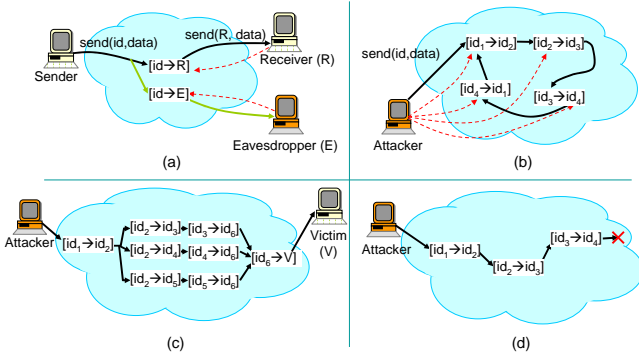 send(id,data)
send(R, data)
Sender
[id→R]
Receiver (R)
[id→E]
Eavesdropper (E)
(a)
send(id,data)
[id₁→id₂]
[id₂→id₃]
[id₄→id₁]
[id₃→id₄]
Attacker
(b)
Attacker
[id₁→id₂]
[id₂→id₃]
[id₃→id₆]
[id₂→id₄]
[id₄→id₆]
[id₂→id₅]
[id₅→id₆]
[id₆→V]
Victim
(V)
(c)
Attacker
[id₁→id₂]
[id₂→id₃]
[id₃→id₄]
(d)